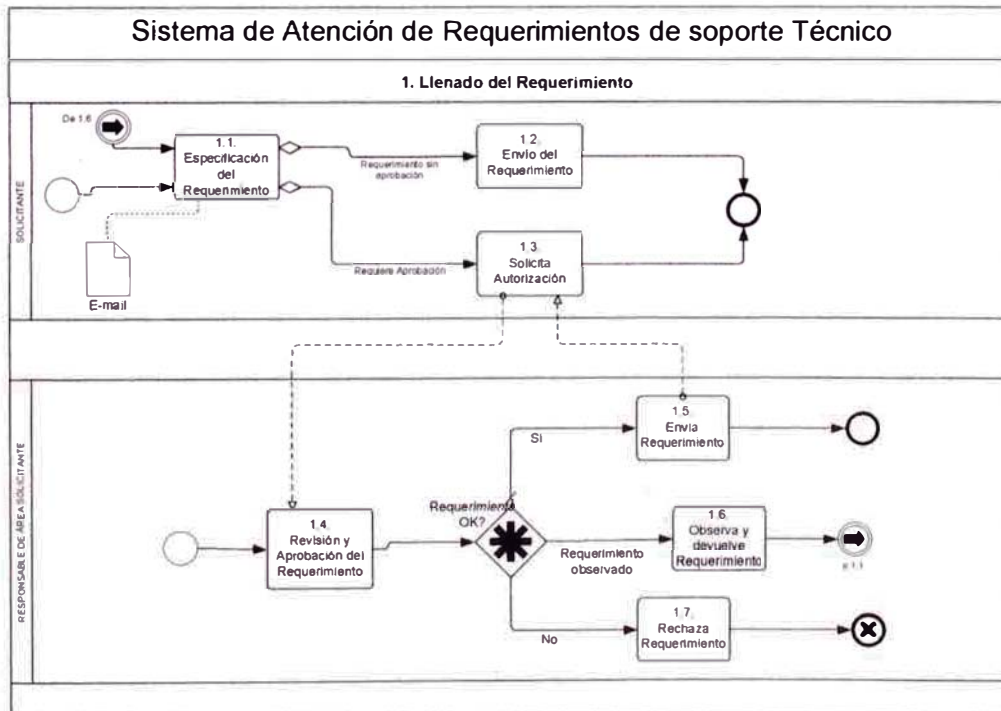 Sistema de Atención de Requerimientos de soporte Técnico
1. Llenado del Requerimiento
SOLICITANTE
De 1.6
1.1.
Especificación
del
Requerimiento
E-mail
Requerimiento sin
aprobación
Requiere Aprobación
1.2.
Envío del
Requerimiento
1.3.
Solicita
Autorización
RESPONSABLE DE ÁREA SOLICITANTE
1.4.
Revisión y
Aprobación del
Requerimiento
Requerimiento
OK?
Si
Requerimiento
observado
No
1.5.
Envia
Requerimiento
1.6.
Observa y
devuelve
Requerimiento
a 1.1
1.7.
Rechaza
Requerimiento